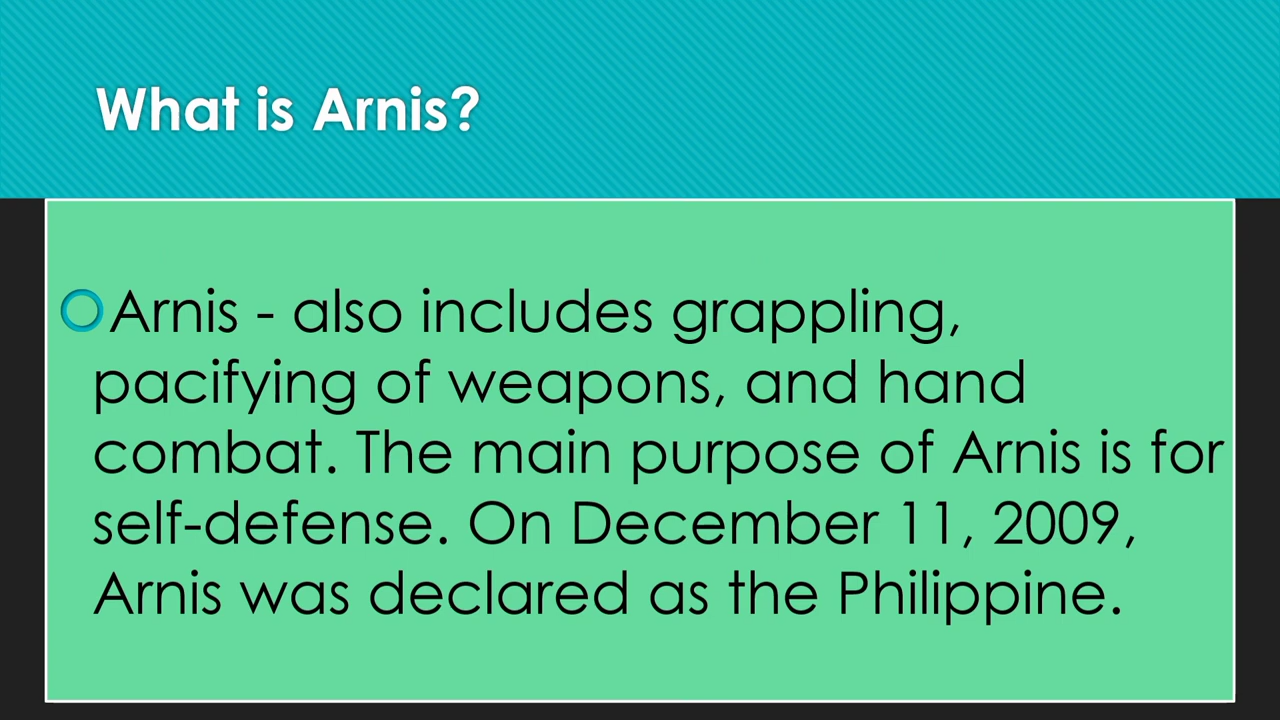 What is Arnis?
Arnis - also includes grappling,
pacifying of weapons, and hand
combat. The main purpose of Arnis is for
self-defense. On December 11, 2009,
Arnis was declared as the Philippine.